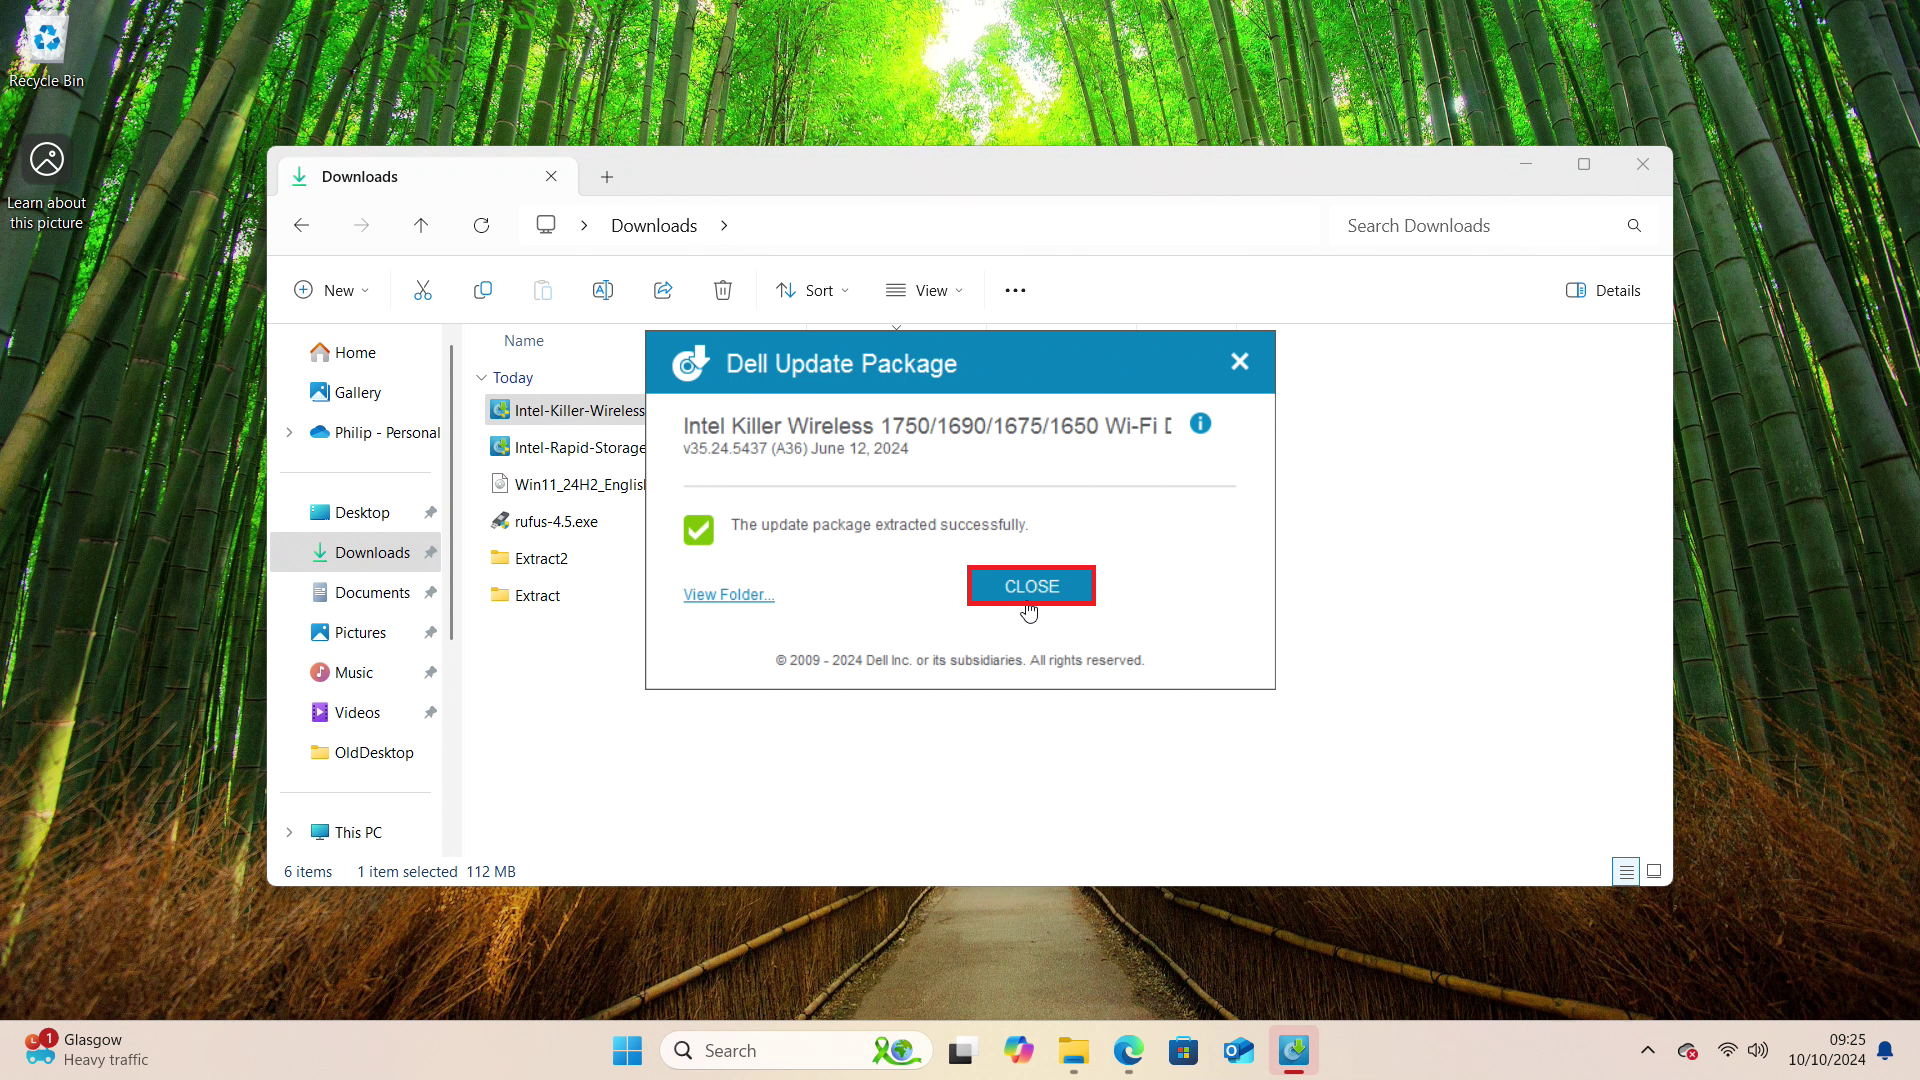 Recycle Bin
Learn about
this picture
Downloads
Downloads
Search Downloads
New
Sort
View
Details
Home
Gallery
Philip - Personal
Desktop
Downloads
Documents
Pictures
Music
Videos
OldDesktop
This PC
Name
Today
Intel-Killer-Wireless
Intel-Rapid-Storage
Win11_24H2_English
rufus-4.5.exe
Extract2
Extract
Dell Update Package
Intel Killer Wireless 1750/1690/1675/1650 Wi-Fi
v35.24.5437 (A36) June 12, 2024
The update package extracted successfully.
View Folder...
CLOSE
© 2009 - 2024 Dell Inc. or its subsidiaries. All rights reserved.
6 items 1 item selected 112 MB
1
Glasgow
Heavy traffic
Search
09:25
10/10/2024